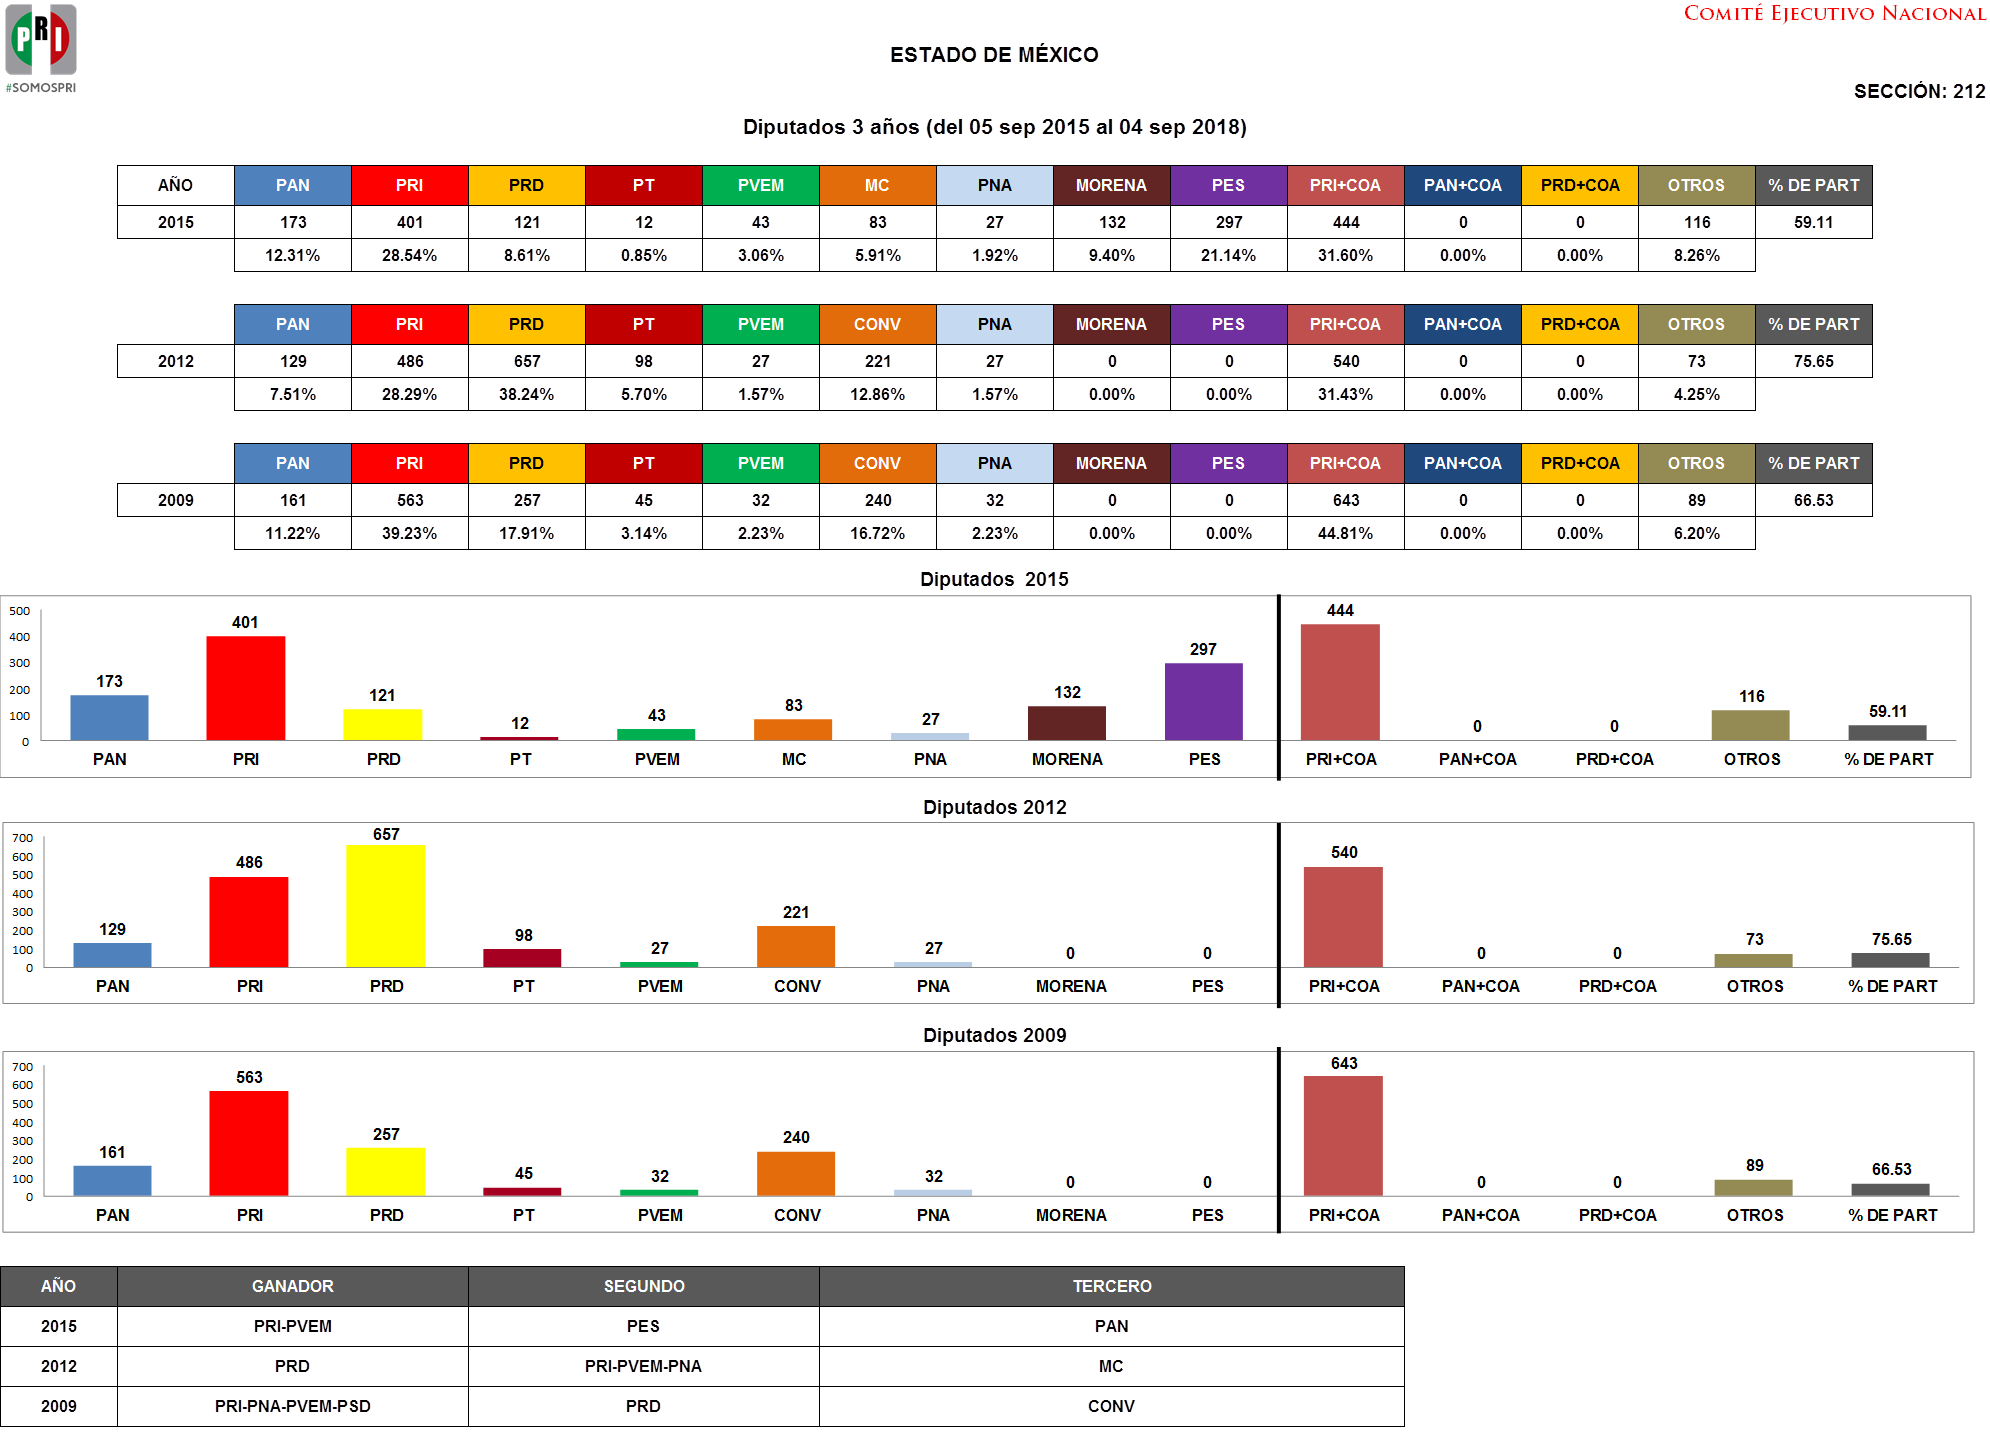 PRI
#SOMOSPRI
COMITÉ EJECUTIVO NACIONAL
ESTADO DE MÉXICO
SECCIÓN: 212
Diputados 3 años (del 05 sep 2015 al 04 sep 2018)
AÑO PAN PRI PRD PT PVEM MC PNA MORENA PES PRI+COA PAN+COA PRD+COA OTROS % DE PART
2015 173 401 121 12 43 83 27 132 297 444 0 0 116 59.11
12.31% 28.54% 8.61% 0.85% 3.06% 5.91% 1.92% 9.40% 21.14% 31.60% 0.00% 0.00% 8.26%
PAN PRI PRD PT PVEM CONV PNA MORENA PES PRI+COA PAN+COA PRD+COA OTROS % DE PART
2012 129 486 657 98 27 221 27 0 0 540 0 0 73 75.65
7.51% 28.29% 38.24% 5.70% 1.57% 12.86% 1.57% 0.00% 0.00% 31.43% 0.00% 0.00% 4.25%
PAN PRI PRD PT PVEM CONV PNA MORENA PES PRI+COA PAN+COA PRD+COA OTROS % DE PART
2009 161 563 257 45 32 240 32 0 0 643 0 0 89 66.53
11.22% 39.23% 17.91% 3.14% 2.23% 16.72% 2.23% 0.00% 0.00% 44.81% 0.00% 0.00% 6.20%
Diputados 2015
500
400
300
200
100
0
173 401 121 12 43 83 27 132 297 444 0 0 116 59.11
PAN PRI PRD PT PVEM MC PNA MORENA PES PRI+COA PAN+COA PRD+COA OTROS % DE PART
Diputados 2012
700
600
500
400
300
200
100
0
129 486 657 98 27 221 27 0 0 540 0 0 73 75.65
PAN PRI PRD PT PVEM CONV PNA MORENA PES PRI+COA PAN+COA PRD+COA OTROS % DE PART
Diputados 2009
700
600
500
400
300
200
100
0
161 563 257 45 32 240 32 0 0 643 0 0 89 66.53
PAN PRI PRD PT PVEM CONV PNA MORENA PES PRI+COA PAN+COA PRD+COA OTROS % DE PART
AÑO GANADOR SEGUNDO TERCERO
2015 PRI-PVEM PES PAN
2012 PRD PRI-PVEM-PNA MC
2009 PRI-PNA-PVEM-PSD PRD CONV